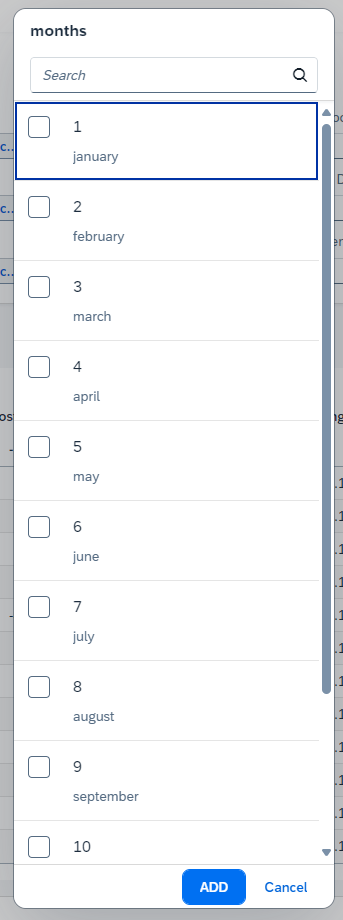 months
Search
1
january
2
february
3
march
4
april
5
may
6
june
7
july
8
august
9
september
10
ADD Cancel